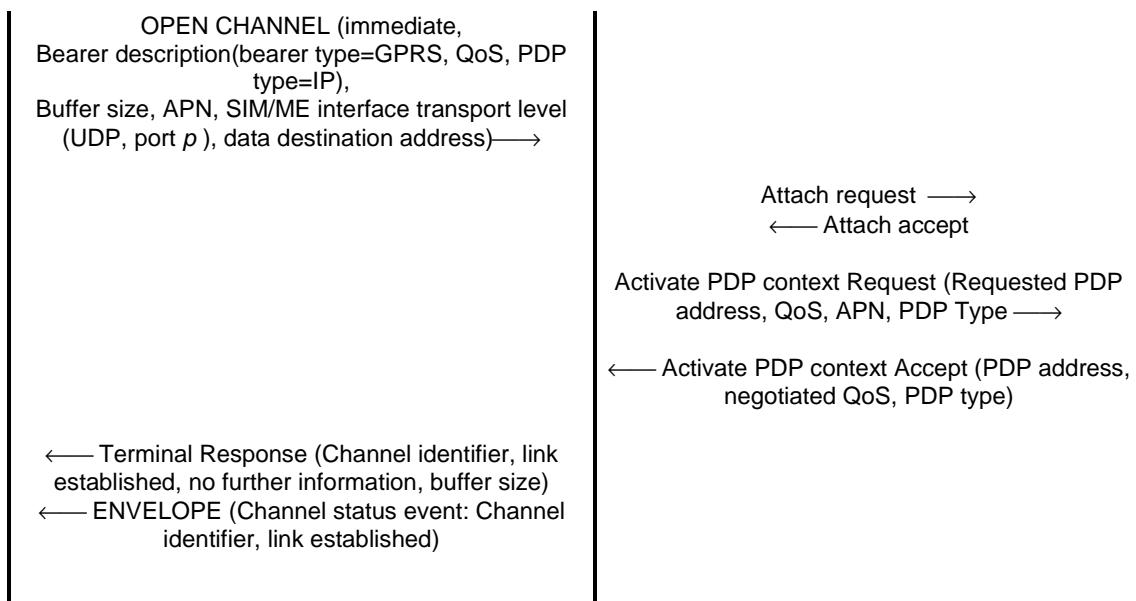 OPEN CHANNEL (immediate,
Bearer description(bearer type=GPRS, QoS, PDP
type=IP),
Buffer size, APN, SIM/ME interface transport level
(UDP, port p ), data destination address)⟶
Attach request ⟶
⟵ Attach accept
Activate PDP context Request (Requested PDP
address, QoS, APN, PDP Type ⟶
⟵ Activate PDP context Accept (PDP address,
negotiated QoS, PDP type)
⟵ Terminal Response (Channel identifier, link
established, no further information, buffer size)
⟵ ENVELOPE (Channel status event: Channel
identifier, link established)